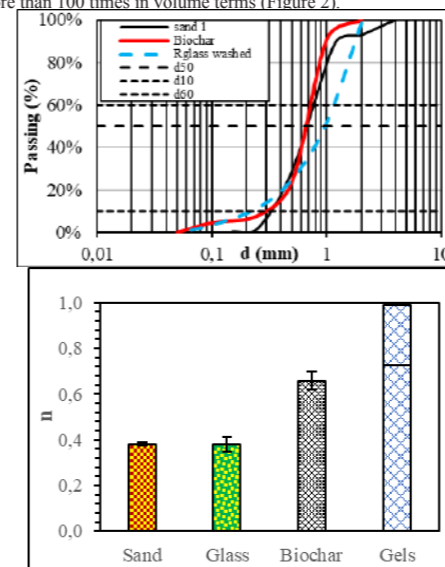 ore than 100 times in volume terms (Figure 2).
100%
80%
60%
40%
20%
0%
Passing (%)
sand 1
Biochar
Rglass washed
d50
d10
d60
0,01
0,1
1
10
d (mm)
1,0
0,8
0,6
0,4
0,2
0,0
n
Sand
Glass
Biochar
Gels